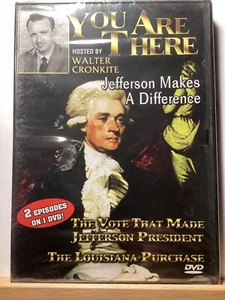 YOU ARE
THERE
HOSTED BY
WALTER
CRONKITE
Jefferson Makes
A Difference
2 EPISODES
ON 1 DVD!
THE VOTE THAT MADE
JEFFERSON PRESIDENT
THE LOUISIANA PURCHASE
DVD